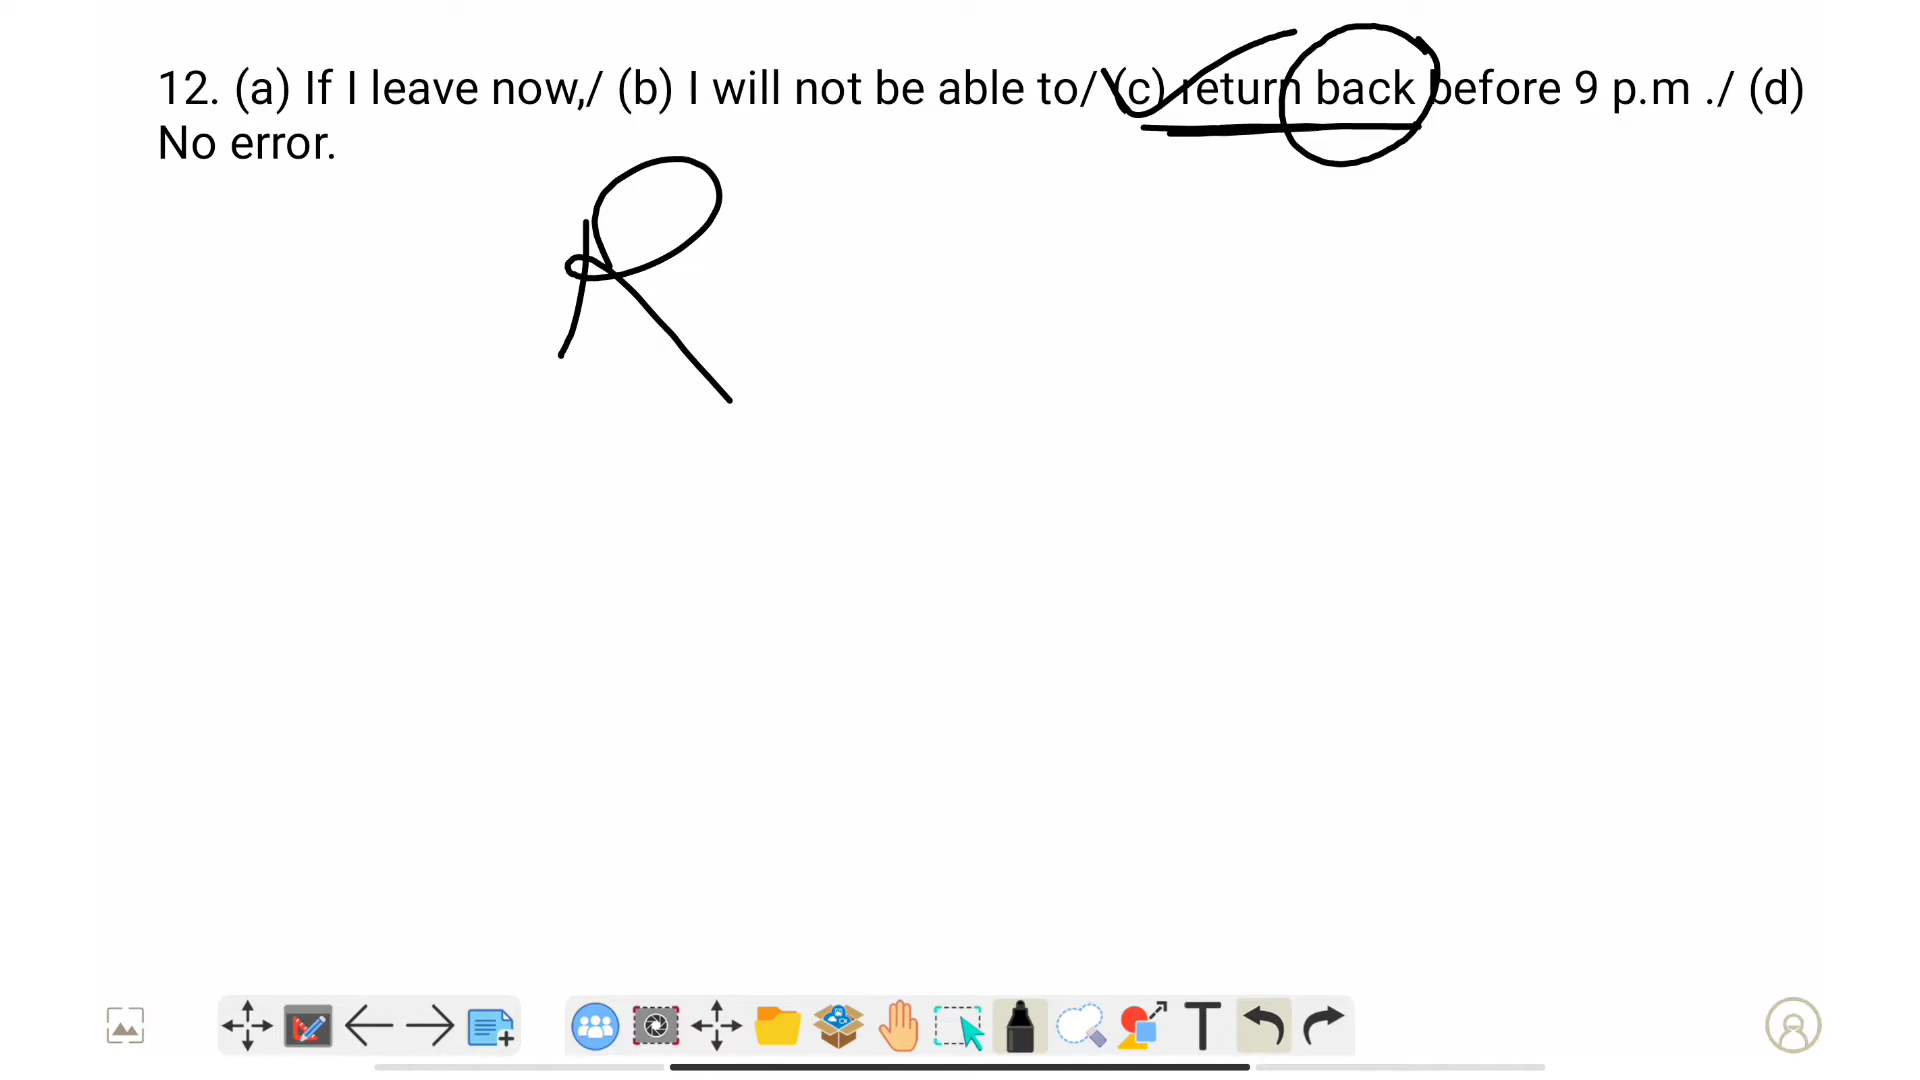 12. (a) If I leave now,/ (b) I will not be able to/ (c) return back before 9 p.m ./ (d)
No error.
R